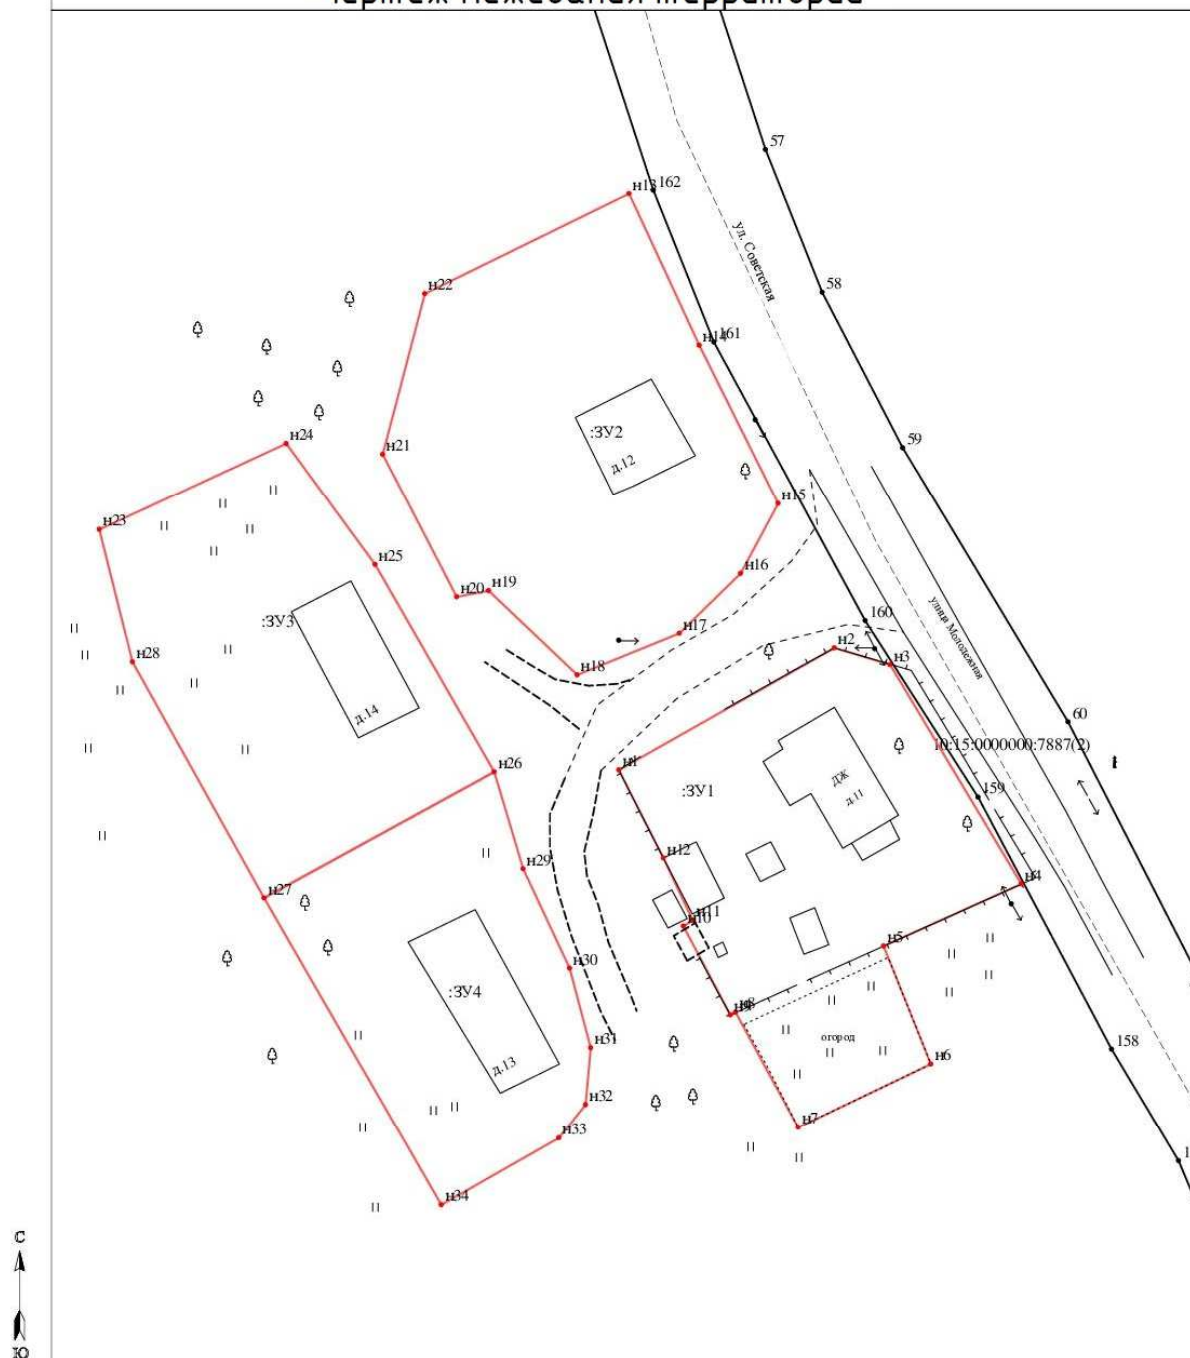 Чертеж межевания территории
57
н13
162
ул. Советская
н22
58
н14
161
:ЗУ2
н24
59
н21
д.12
н15
н23
н25
н16
н20
н19
улица Молодежная
160
:ЗУ3
н17
н2
н28
н3
н18
д.14
60
10:15:0000000:7887(2)
н1
н26
ДЖ
:ЗУ1
159
д.11
н12
н29
н4
н27
н11
н10
н5
н30
:ЗУ4
н8
н9
огород
н31
158
д.13
н6
н32
н7
н33
н34
С
Ю